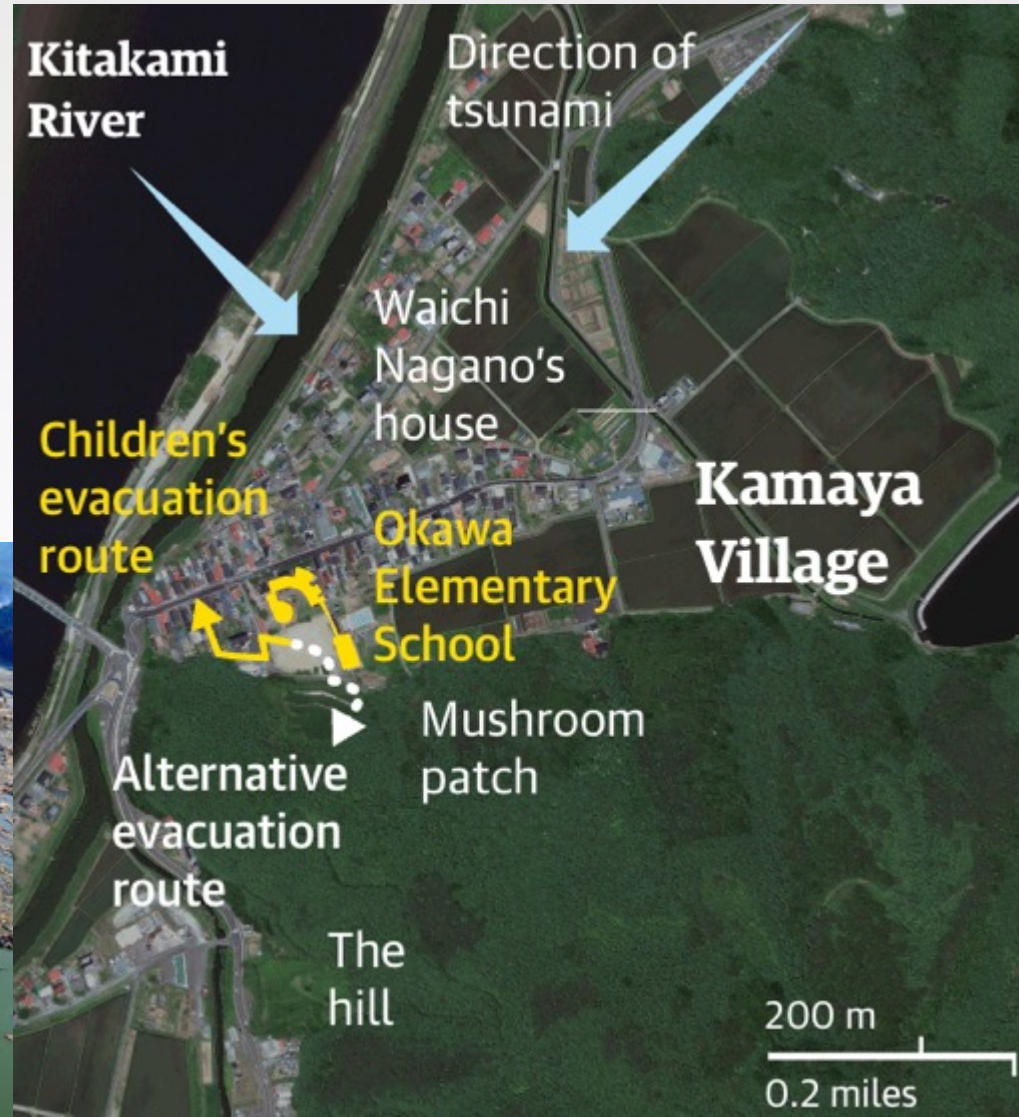 Kitakami
River
Direction of
tsunami
Waichi
Nagano's
house
Children's
evacuation
route
Okawa
Elementary
School
Kamaya
Village
Mushroom
patch
Alternative
evacuation
route
The
hill
200 m
0.2 miles